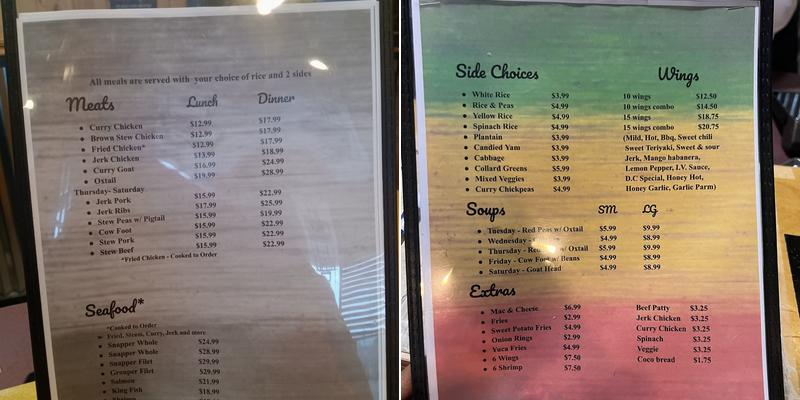 All meals are served with your choice of rice and 2 sides
Meats Lunch Dinner
• Curry Chicken $12.99 $17.99
• Brown Stew Chicken $12.99 $17.99
• Fried Chicken* $12.99 $17.99
• Jerk Chicken $13.99 $18.99
• Curry Goat $16.99 $24.99
• Oxtail $19.99 $28.99
Thursday- Saturday
• Jerk Pork $15.99 $22.99
• Jerk Ribs $17.99 $25.99
• Stew Peas w/ Pigtail $15.99 $19.99
• Cow Foot $15.99 $22.99
• Stew Pork $15.99 $22.99
• Stew Beef $15.99 $22.99
*Fried Chicken - Cooked to Order
Seafood*
*Cooked to Order
• Fried, Steam, Curry, Jerk and more
• Snapper Whole $24.99
• Snapper Whole $28.99
• Snapper Filet $29.99
• Grouper Filet $29.99
• Salmon $21.99
• King Fish $18.99
Side Choices
• White Rice $3.99
• Rice & Peas $4.99
• Yellow Rice $4.99
• Spinach Rice $4.99
• Plantain $3.99
• Candied Yam $3.99
• Cabbage $3.99
• Collard Greens $5.99
• Mixed Veggies $3.99
• Curry Chickpeas $4.99
Wings
10 wings $12.50
10 wings combo $14.50
15 wings $18.75
15 wings combo $20.75
(Mild, Hot, Bbq, Sweet chili
Sweet Teriyaki, Sweet & sour
Jerk, Mango habanera,
Lemon Pepper, I.V. Sauce,
D.C Special, Honey Hot,
Honey Garlic, Garlic Parm)
Soups SM LG
• Tuesday - Red Peas w/ Oxtail $5.99 $9.99
• Wednesday - $4.99 $8.99
• Thursday - Red w/ Oxtail $5.99 $9.99
• Friday - Cow Foot w/ Beans $4.99 $8.99
• Saturday - Goat Head $4.99 $8.99
Extras
• Mac & Cheese $6.99
• Fries $2.99
• Sweet Potato Fries $4.99
• Onion Rings $2.99
• Yuca Fries $4.99
• 6 Wings $7.50
• 6 Shrimp $7.50
Beef Patty $3.25
Jerk Chicken $3.25
Curry Chicken $3.25
Spinach $3.25
Veggie $3.25
Coco bread $1.75